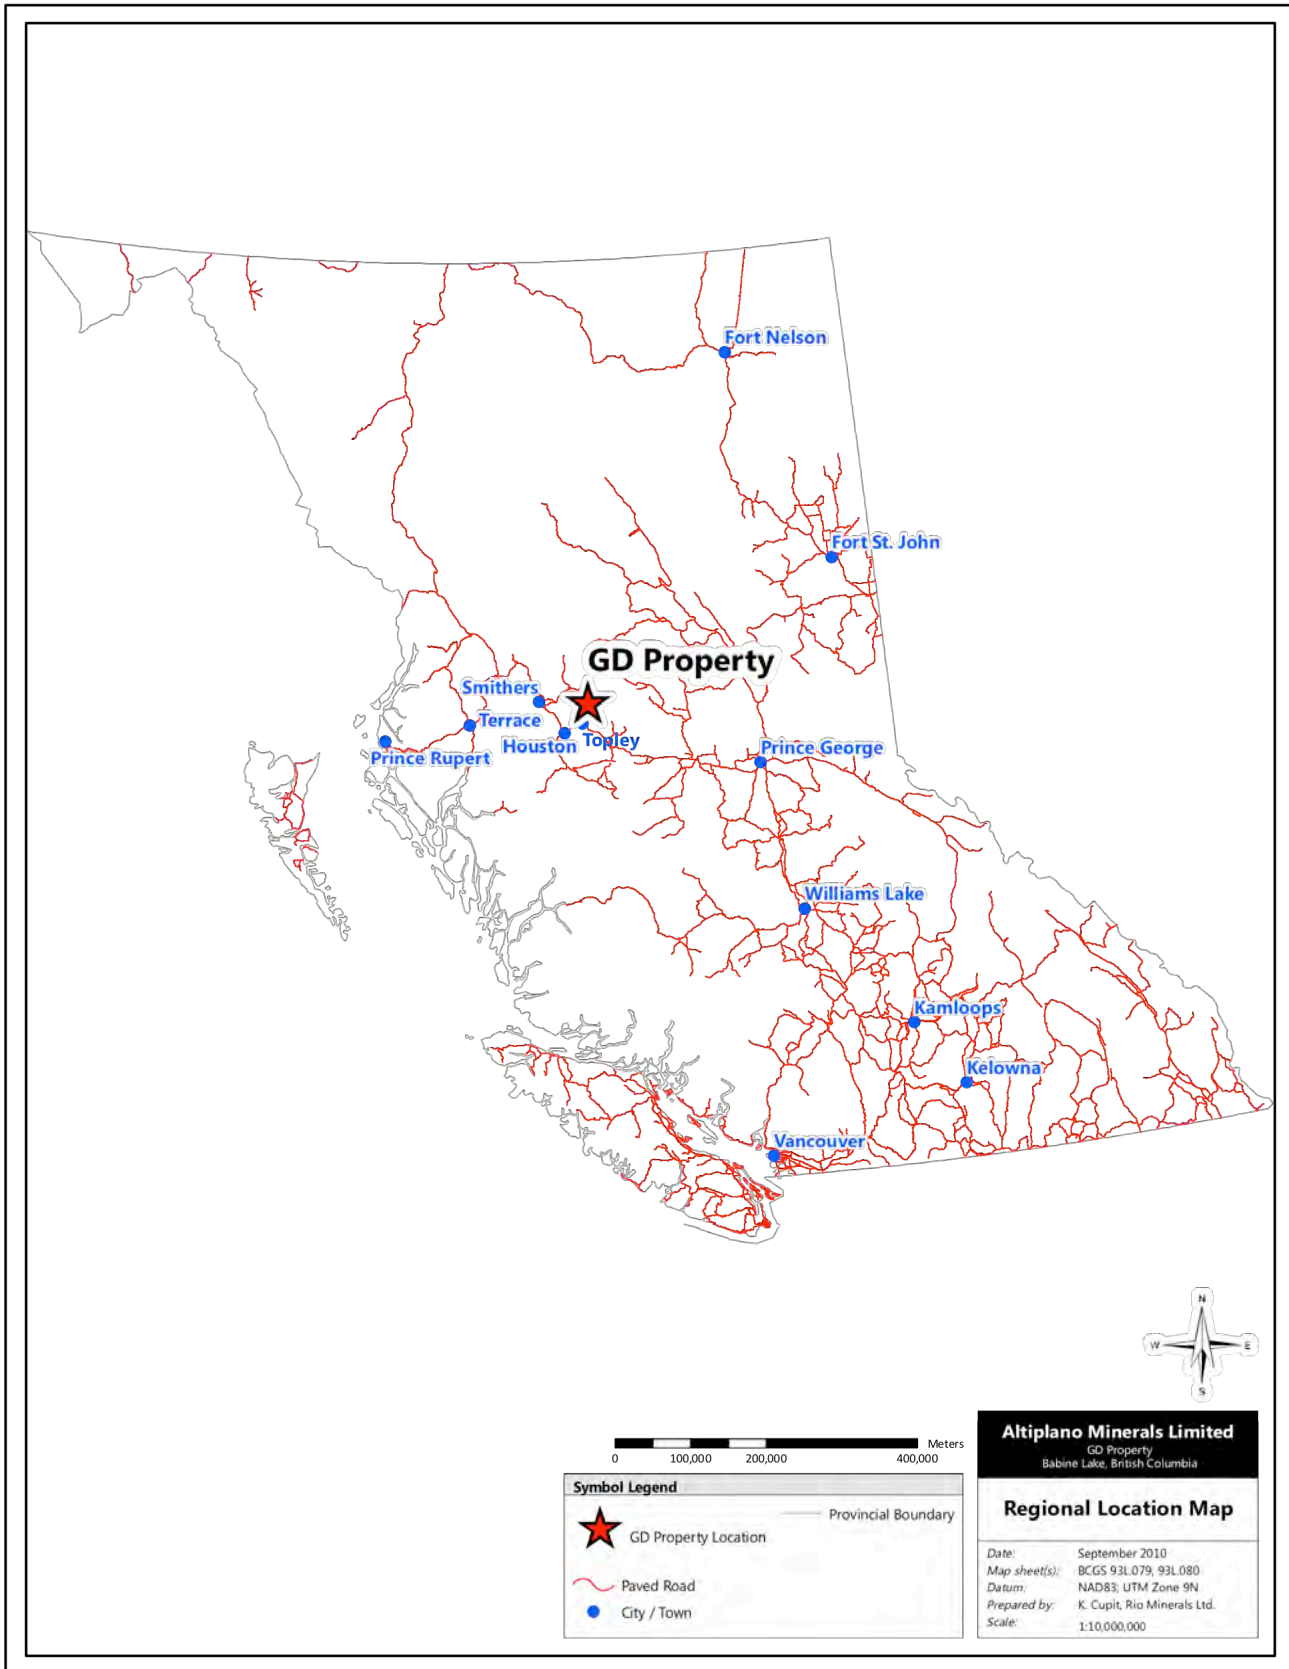 Fort Nelson
Fort St. John
GD Property
Smithers
Terrace
Houston
Topley
Prince Rupert
Prince George
Williams Lake
Kamloops
Kelowna
Vancouver
N
W E
S
Meters
0 100,000 200,000 400,000
Symbol Legend
GD Property Location
Provincial Boundary
Paved Road
City / Town
Altiplano Minerals Limited
GD Property
Babine Lake, British Columbia
Regional Location Map
Date: September 2010
Map sheet(s): BCGS 93L.079, 93L.080
Datum: NAD83, UTM Zone 9N
Prepared by: K. Cupit, Rio Minerals Ltd.
Scale: 1:10,000,000